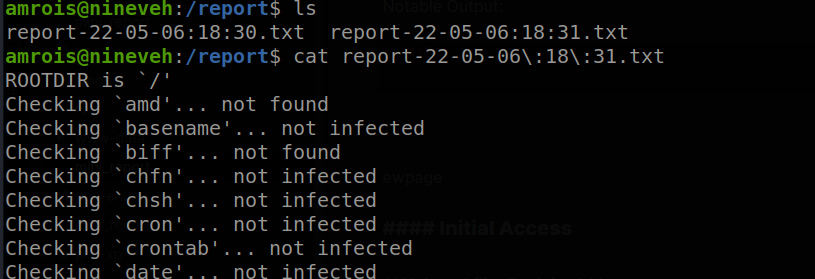 Notable Output:
amrois@nineveh:/report$ ls
report-22-05-06:18:30.txt  report-22-05-06:18:31.txt
amrois@nineveh:/report$ cat report-22-05-06\:18\:31.txt
ROOTDIR is `/'
Checking `amd'... not found
Checking `basename'... not infected
Checking `biff'... not found
Checking `chfn'... not infected
ewpage
Checking `chsh'... not infected
Checking `cron'... not infected
#### Initial Access
Checking `crontab'... not infected
Checking `date'... not infected